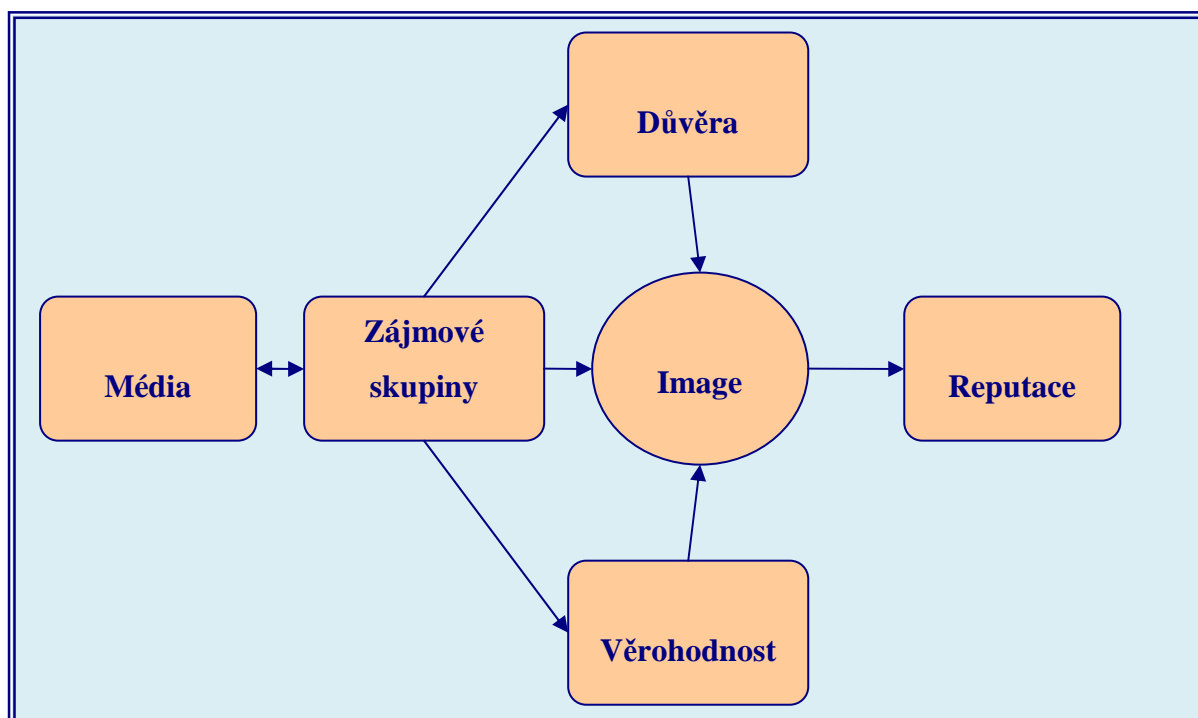 Důvěra
Média
Zájmové
skupiny
Image
Reputace
Věrohodnost